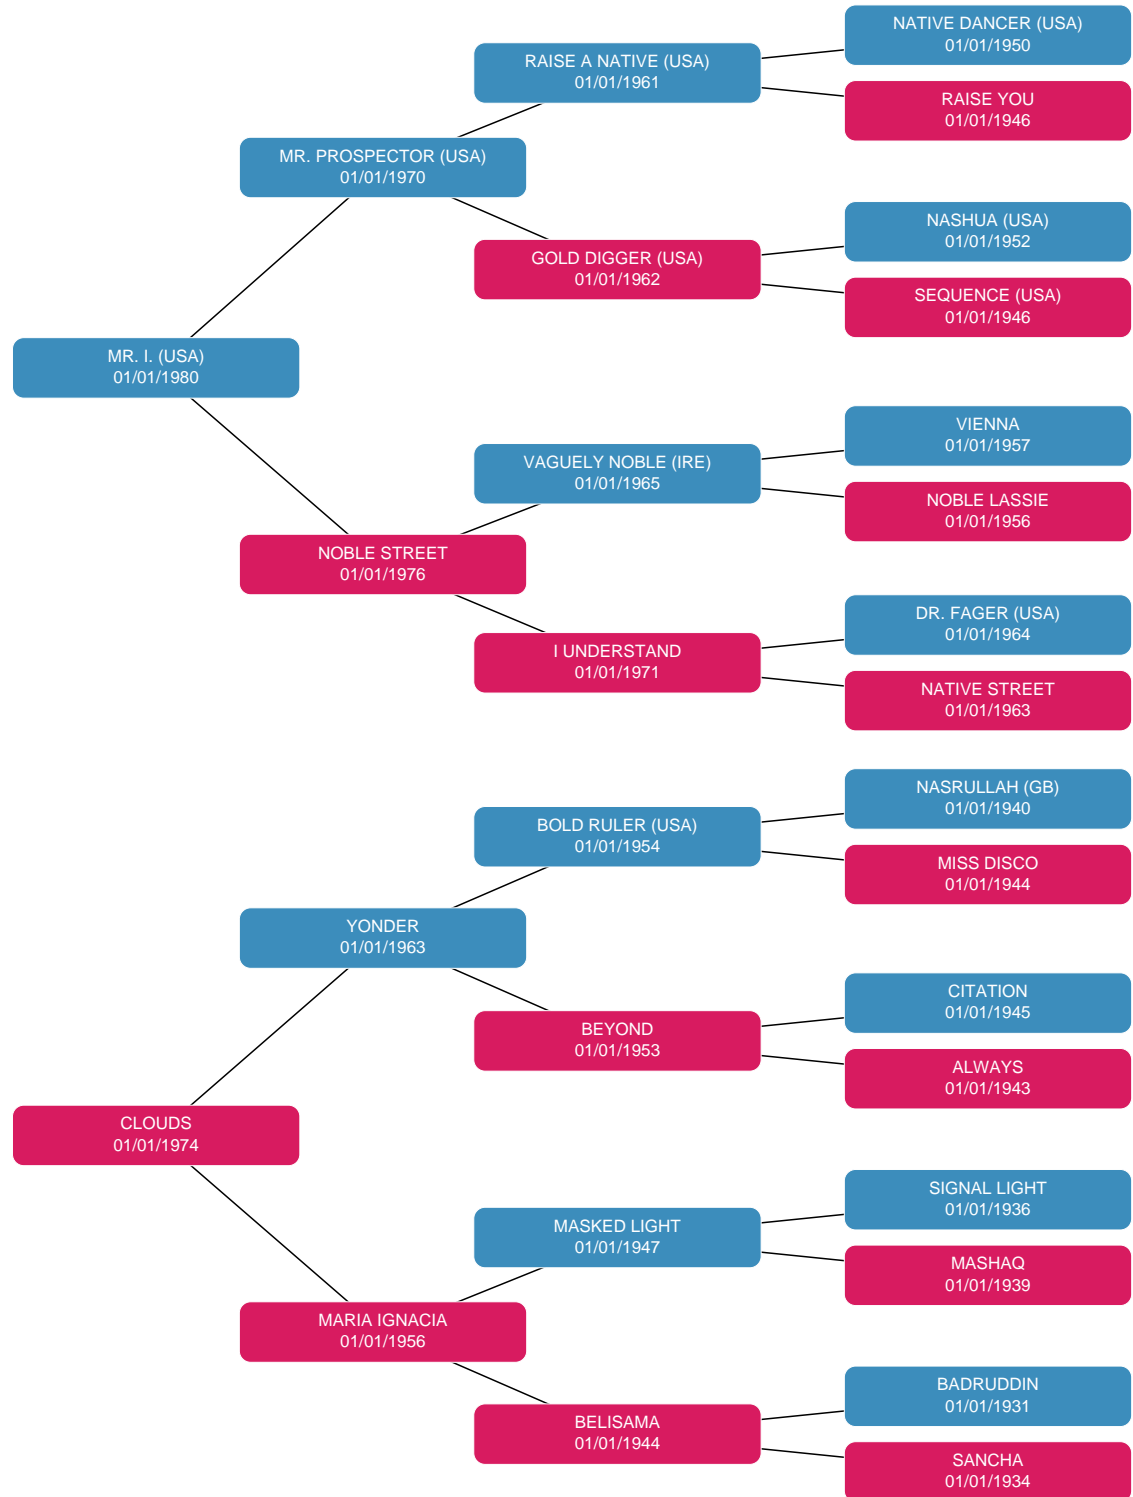 NATIVE DANCER (USA)
01/01/1950
RAISE A NATIVE (USA)
01/01/1961
RAISE YOU
01/01/1946
MR. PROSPECTOR (USA)
01/01/1970
NASHUA (USA)
01/01/1952
GOLD DIGGER (USA)
01/01/1962
SEQUENCE (USA)
01/01/1946
MR. I. (USA)
01/01/1980
VIENNA
01/01/1957
VAGUELY NOBLE (IRE)
01/01/1965
NOBLE LASSIE
01/01/1956
NOBLE STREET
01/01/1976
DR. FAGER (USA)
01/01/1964
I UNDERSTAND
01/01/1971
NATIVE STREET
01/01/1963
NASRULLAH (GB)
01/01/1940
BOLD RULER (USA)
01/01/1954
MISS DISCO
01/01/1944
YONDER
01/01/1963
CITATION
01/01/1945
BEYOND
01/01/1953
ALWAYS
01/01/1943
CLOUDS
01/01/1974
SIGNAL LIGHT
01/01/1936
MASKED LIGHT
01/01/1947
MASHAQ
01/01/1939
MARIA IGNACIA
01/01/1956
BADRUDDIN
01/01/1931
BELISAMA
01/01/1944
SANCHA
01/01/1934